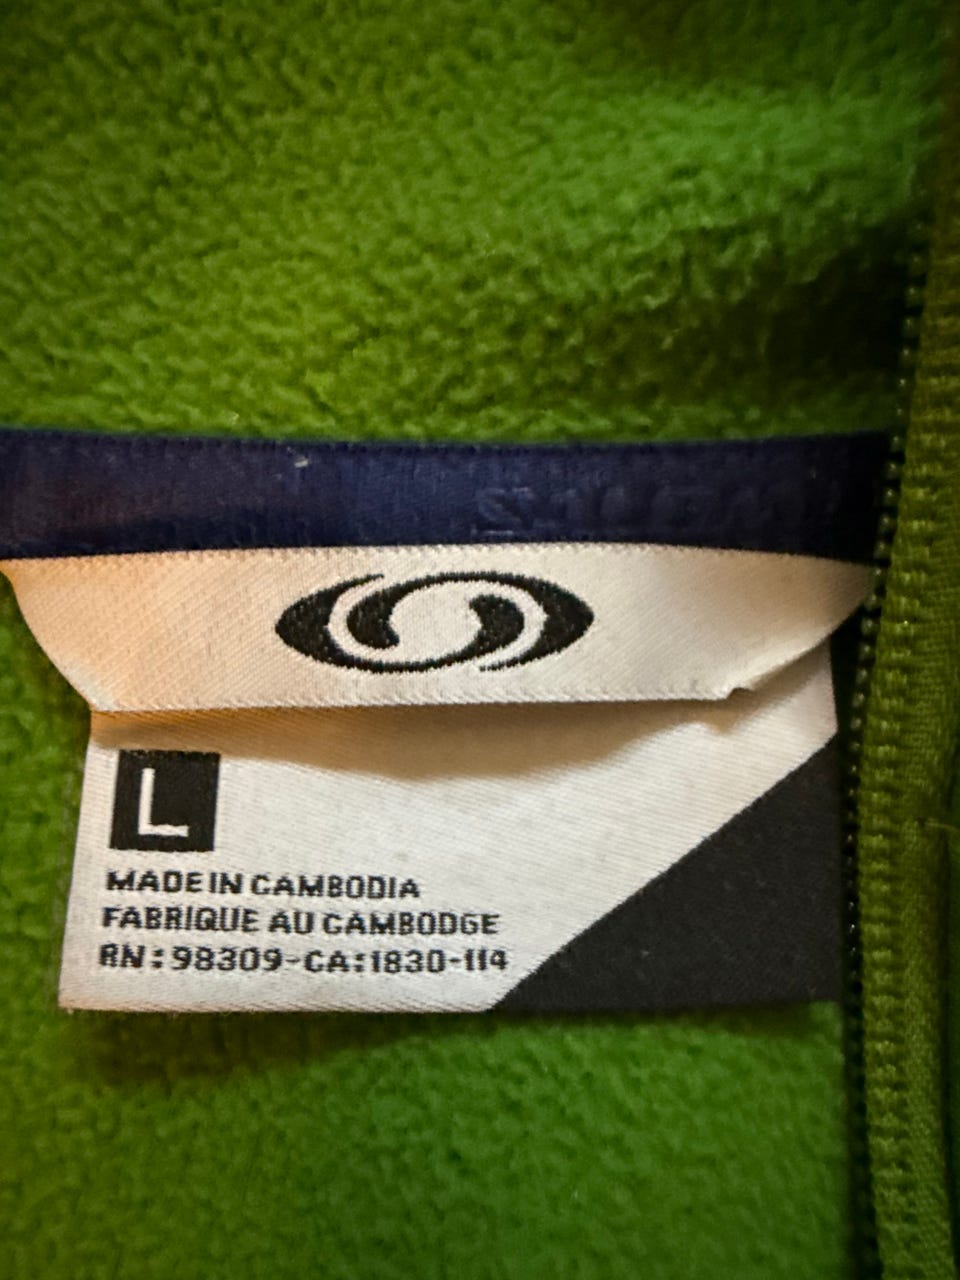 L
MADE IN CAMBODIA
FABRIQUE AU CAMBODGE
RN:98309-CA:1830-114